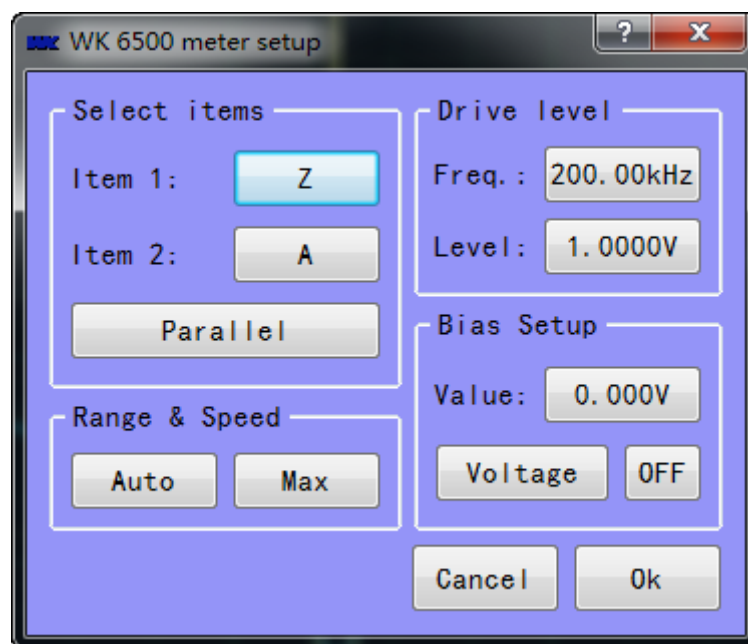 WK WK 6500 meter setup ? X
Select items
Item 1: Z
Item 2: A
Parallel
Range & Speed
Auto Max
Drive level
Freq.: 200.00kHz
Level: 1.0000V
Bias Setup
Value: 0.000V
Voltage OFF
Cancel Ok